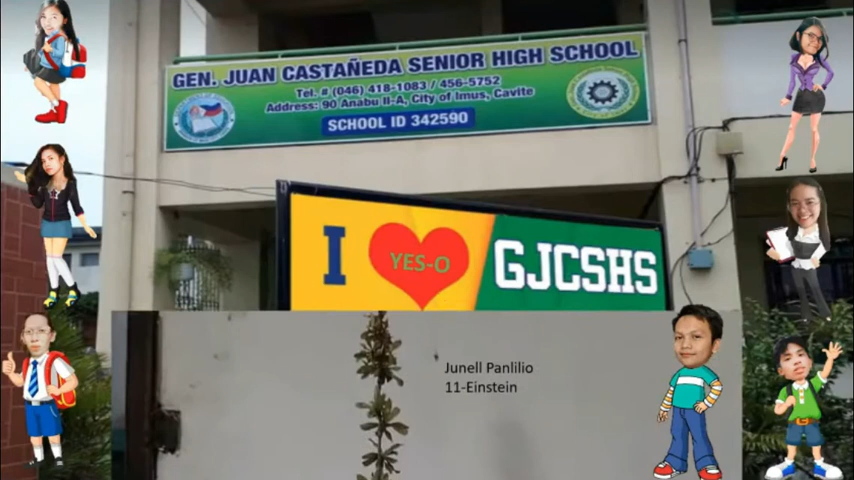 GEN. JUAN CASTAÑEDA SENIOR HIGH SCHOOL
Tel. # (046) 418-1083 / 456-5752
Address: 90 Anabu II-A, City of Imus, Cavite
SCHOOL ID 342590
I YES-O GJCSHS
Junell Panlilio
11-Einstein